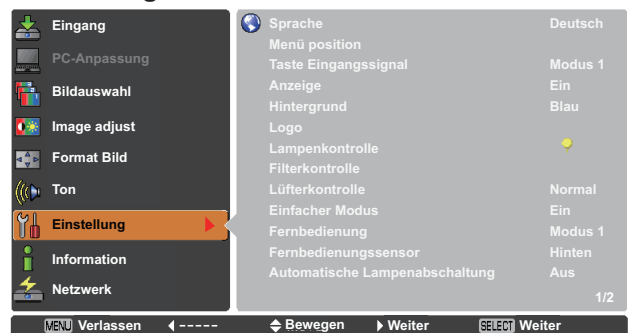 Eingang
PC-Anpassung
Bildauswahl
Image adjust
Format Bild
Ton
Einstellung
Information
Netzwerk
Sprache Deutsch
Menü position
Taste Eingangssignal Modus 1
Anzeige Ein
Hintergrund Blau
Logo
Lampenkontrolle
Filterkontrolle
Lüfterkontrolle Normal
Einfacher Modus Ein
Fernbedienung Modus 1
Fernbedienungssensor Hinten
Automatische Lampenabschaltung Aus
1/2
MENU Verlassen ----- Bewegen Weiter SELECT Weiter